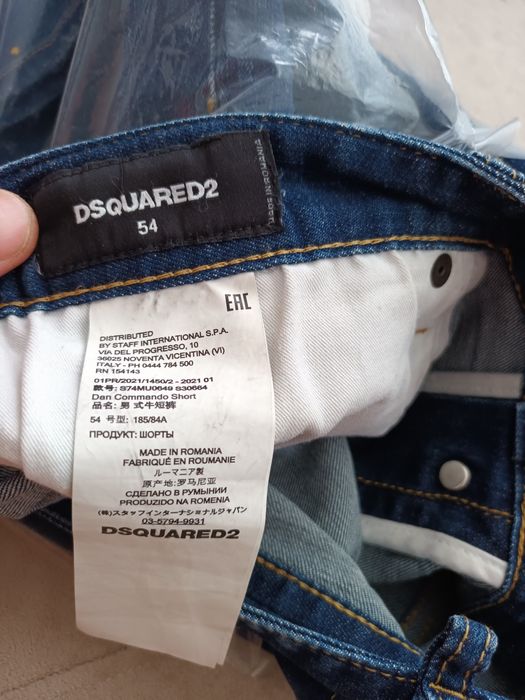 DSQUARED2
54
MADE IN ROMANIA
EAC
DISTRIBUTED
BY STAFF INTERNATIONAL S.P.A.
VIA DEL PROGRESSO, 10
36025 NOVENTA VICENTINA (VI)
ITALY - PH 0444 784 500
RN 154143
01PR/2021/1450/2 - 2021 01
款号: S74MU0649 S30664
Dan Commando Short
品名: 男式牛短裤
54 号型: 185/84A
ПРОДУКТ: ШОРТЫ
MADE IN ROMANIA
FABRIQUÉ EN ROUMANIE
ルーマニア製
原产地: 罗马尼亚
СДЕЛАНО В РУМЫНИИ
PRODUZIDO NA ROMENIA
(株)スタッフインターナショナルジャパン
03-5794-9931
DSQUARED2